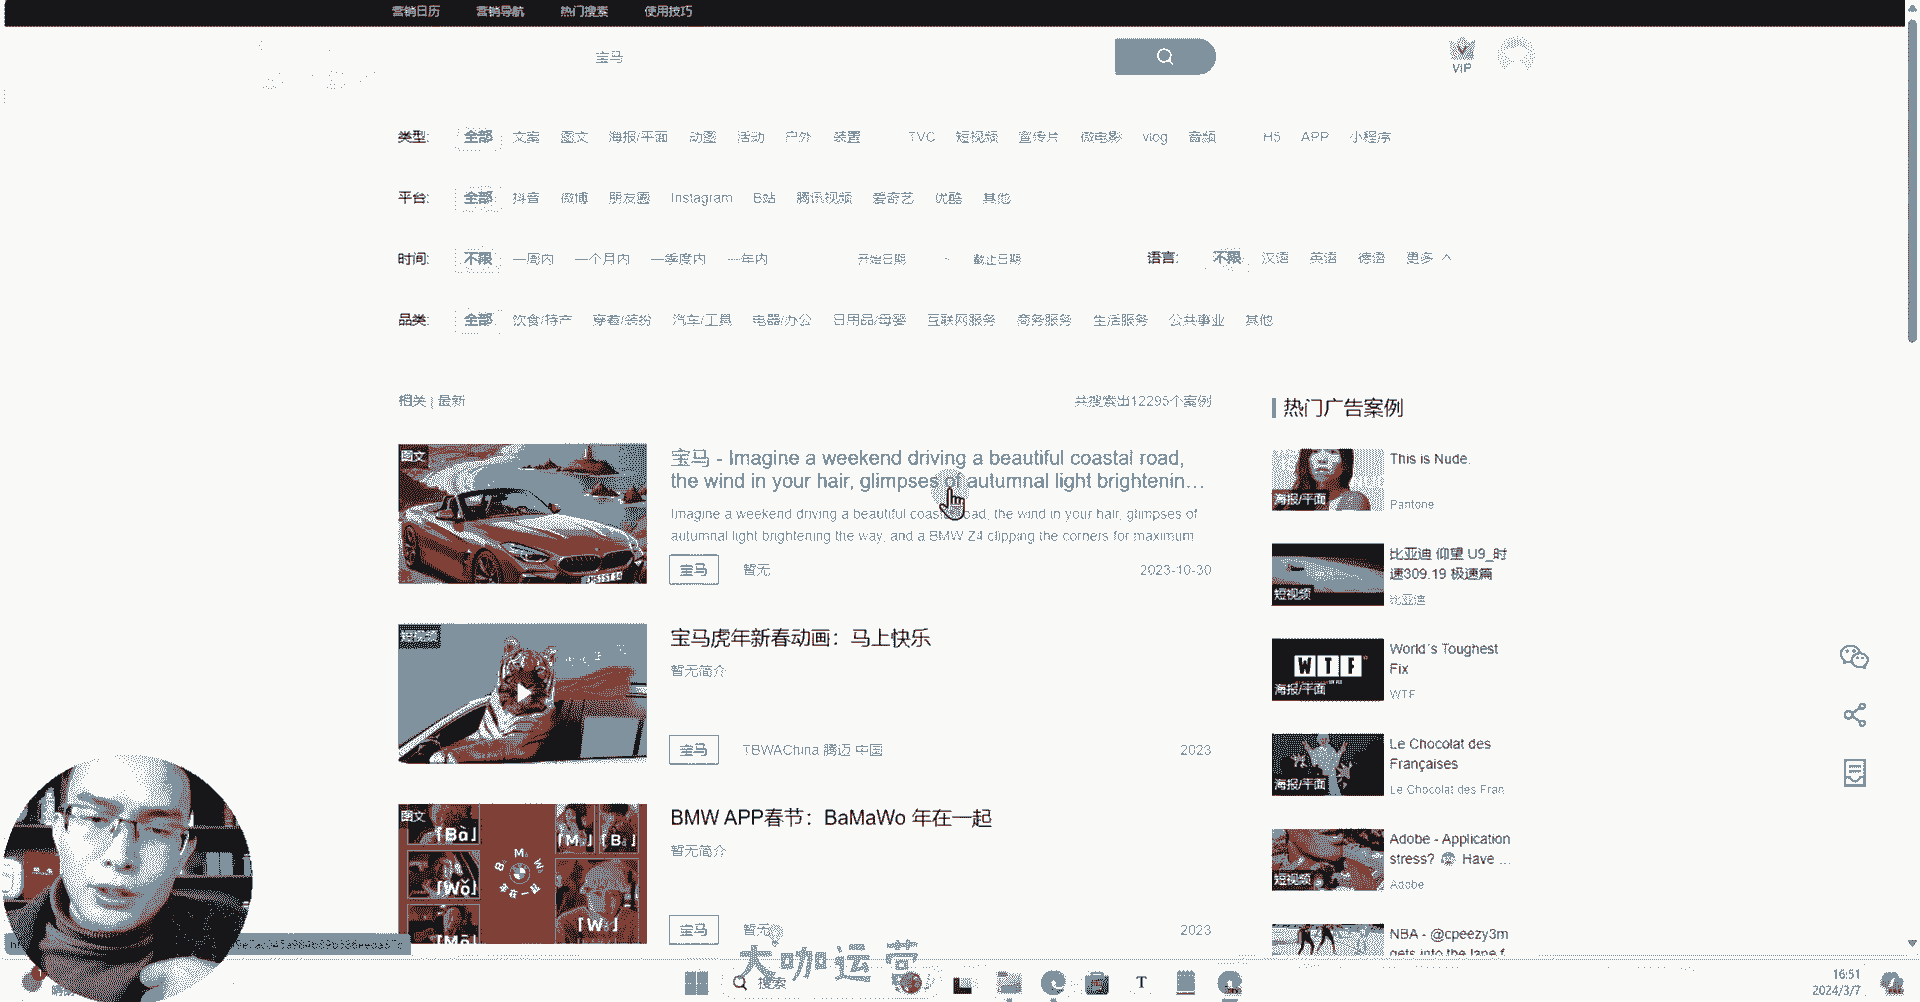 营销日历 营销导航 热门搜索 使用技巧
宝马
VIP
类型: 全部 文案 图文 海报/平面 动图 活动 户外 装置 TVC 短视频 宣传片 微电影 vlog 音频 H5 APP 小程序
平台: 全部 抖音 微博 朋友圈 Instagram B站 腾讯视频 爱奇艺 优酷 其他
时间: 不限 一周内 一个月内 一季度内 一年内 开始日期 - 截止日期 语言: 不限 汉语 英语 德语 更多
品类: 全部 饮食/特产 穿着/装扮 汽车/工具 电器/办公 日用品/母婴 互联网服务 商务服务 生活服务 公共事业 其他
相关 | 最新 共搜索出12295个案例
图文
宝马 - Imagine a weekend driving a beautiful coastal road,
the wind in your hair, glimpses of autumnal light brightenin...
Imagine a weekend driving a beautiful coastal road, the wind in your hair, glimpses of
autumnal light brightening the way, and a BMW Z4 clipping the corners for maximum
宝马 暂无 2023-10-30
短视频
宝马虎年新春动画：马上快乐
暂无简介
宝马 TBWAChina 腾迈 中国 2023
图文
「Bǎ」
「Wǒ」
B M W
年在一起
BMW APP春节：BaMaWo 年在一起
暂无简介
宝马 暂无 2023
热门广告案例
海报/平面
This is Nude.
Pantone
短视频
比亚迪 仰望 U9_时
速309.19 极速篇
比亚迪
WTF
海报/平面
World´s Toughest
Fix
WTF
海报/平面
Le Chocolat des
Françaises
Le Chocolat des Fran
短视频
Adobe - Application
stress? Have ...
Adobe
NBA - @cpeezy3m
gets into the lane f
大咖运营
搜索
16:51
2024/3/7